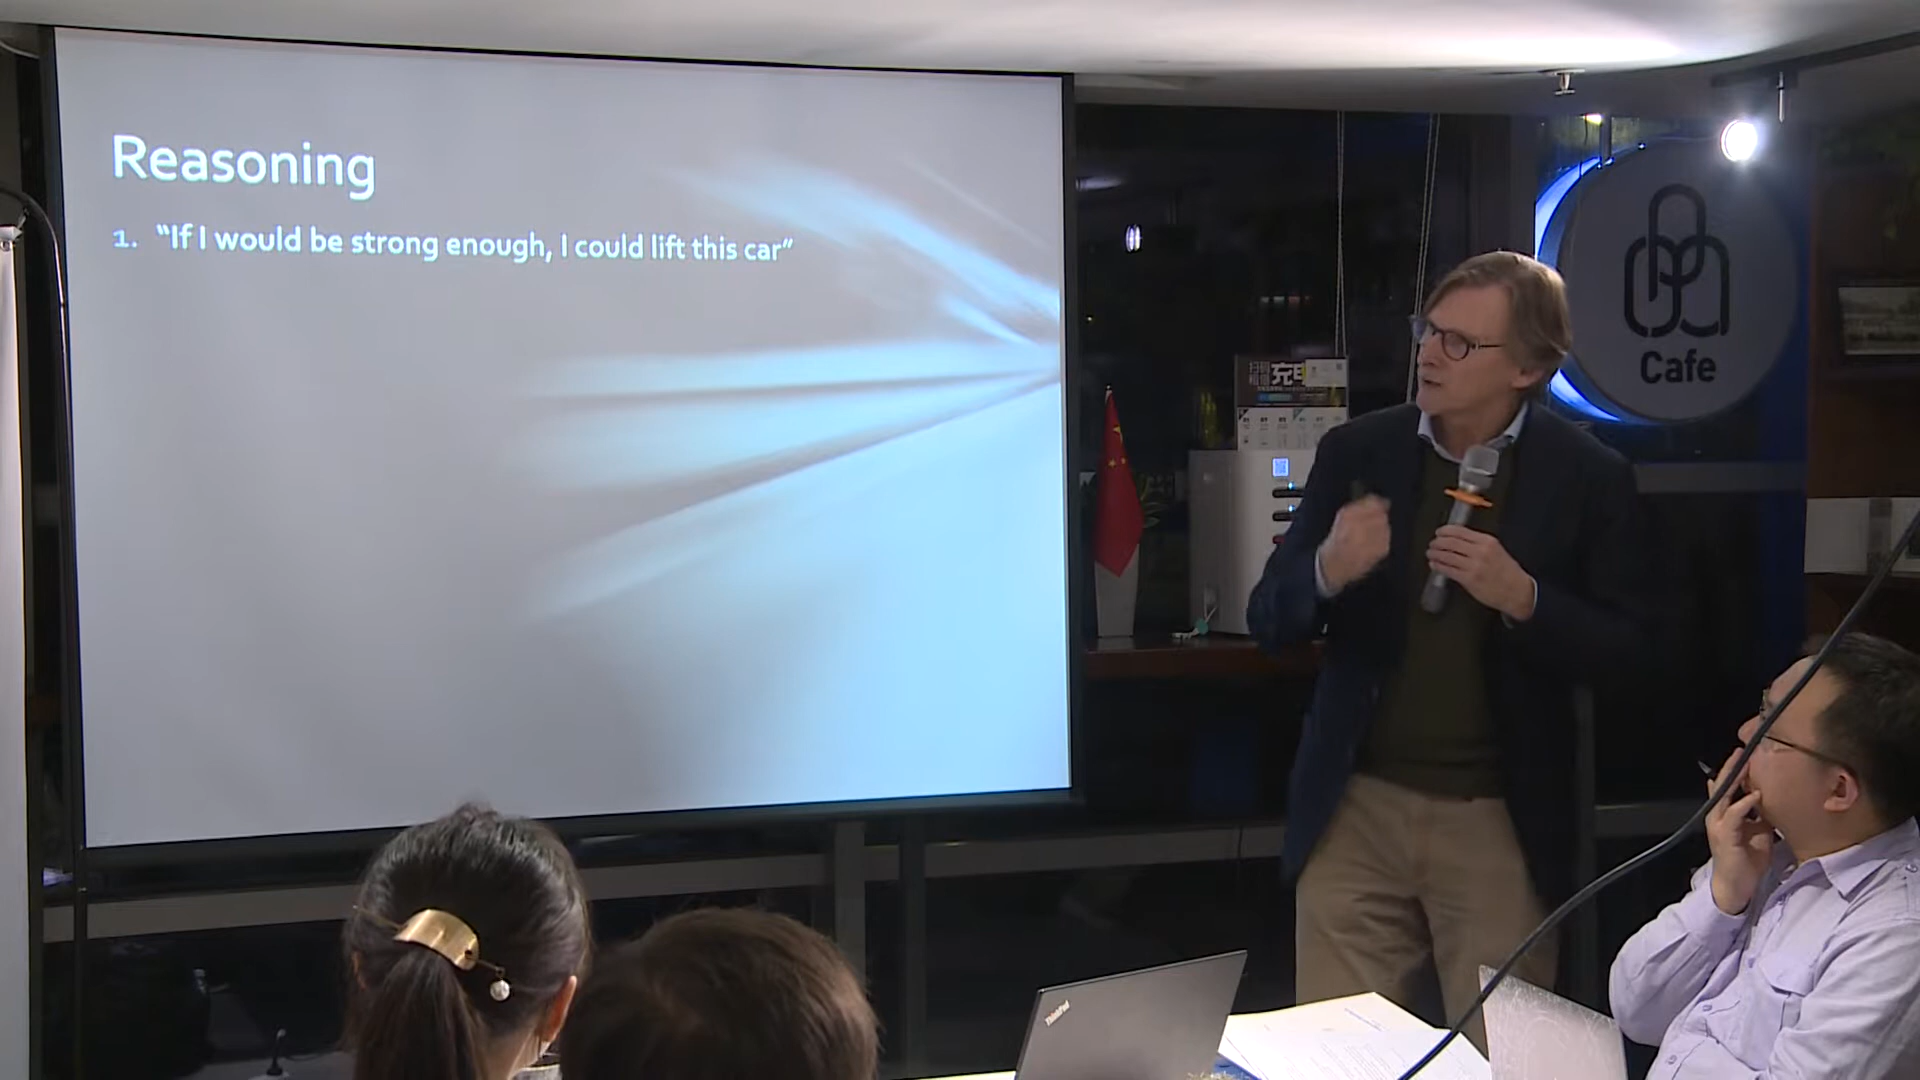 Reasoning
1. “If I would be strong enough, I could lift this car”
Cafe
充电
ThinkPad